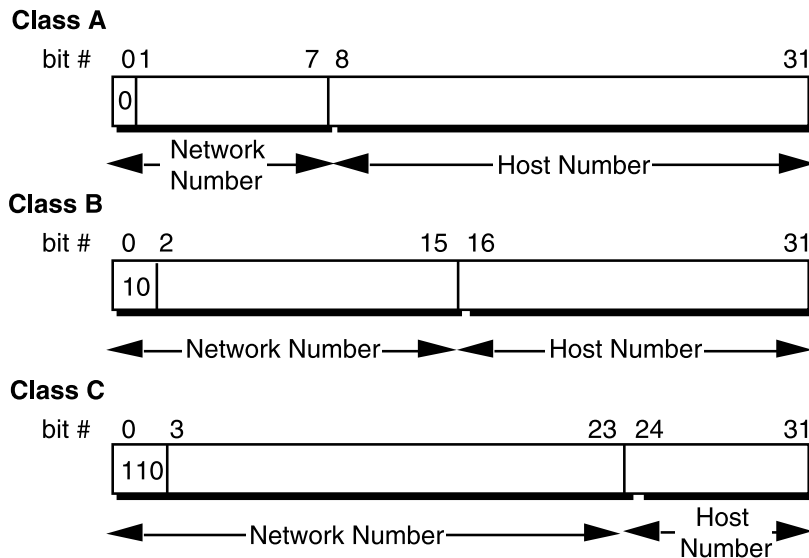 Class A
bit # 0 1 7 8 31
0
Network Number
Host Number
Class B
bit # 0 2 15 16 31
10
Network Number Host Number
Class C
bit # 0 3 23 24 31
110
Network Number
Host Number